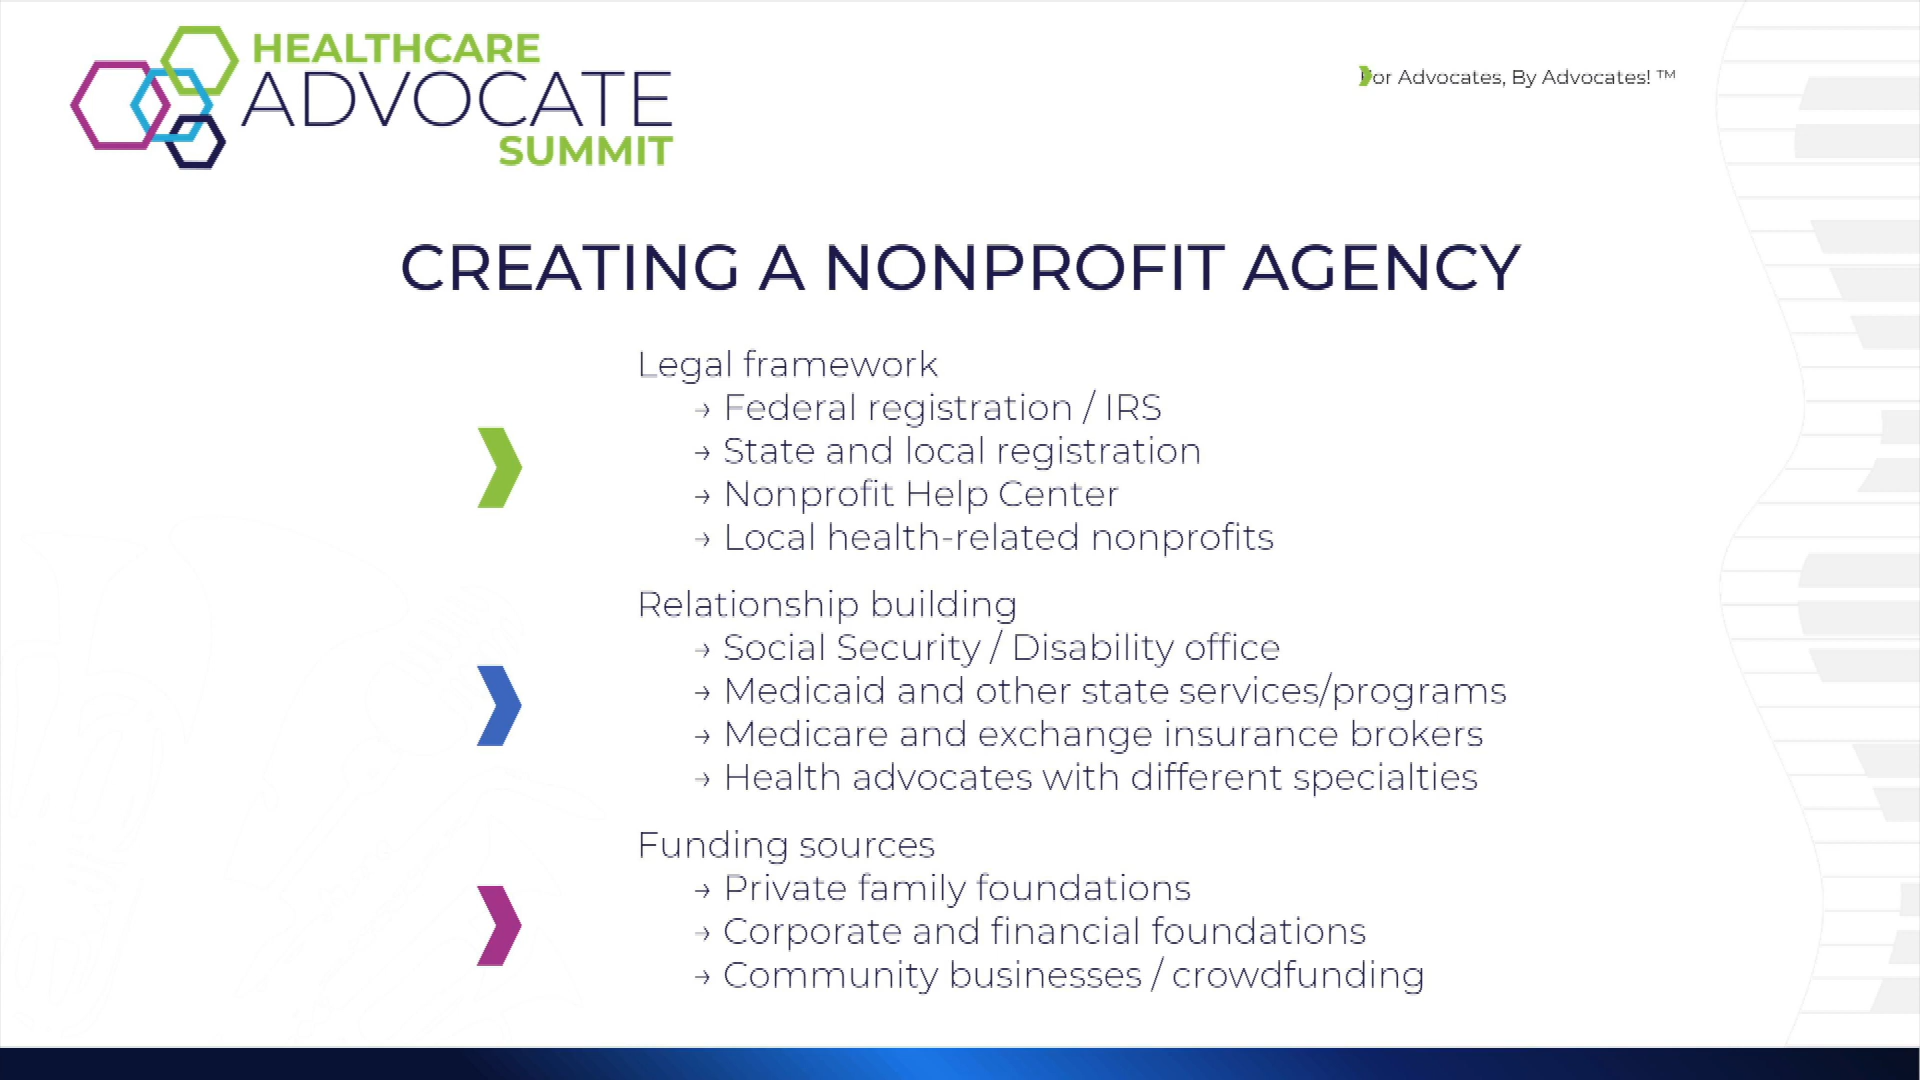 HEALTHCARE
ADVOCATE
SUMMIT
For Advocates, By Advocates! ™
CREATING A NONPROFIT AGENCY
Legal framework
→ Federal registration / IRS
→ State and local registration
→ Nonprofit Help Center
→ Local health-related nonprofits
Relationship building
→ Social Security / Disability office
→ Medicaid and other state services/programs
→ Medicare and exchange insurance brokers
→ Health advocates with different specialties
Funding sources
→ Private family foundations
→ Corporate and financial foundations
→ Community businesses / crowdfunding